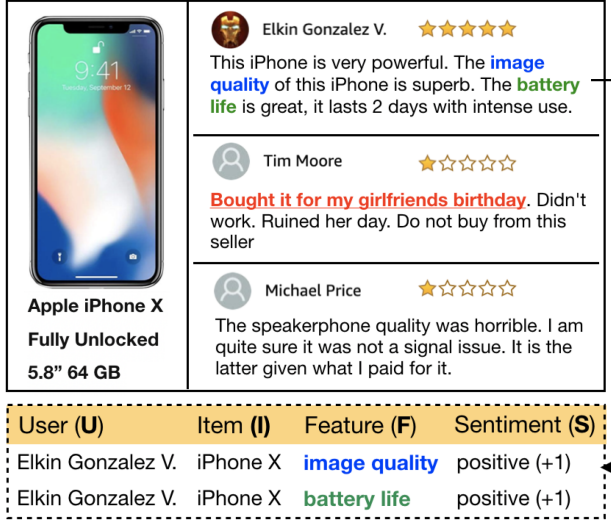 9:41
Tuesday, September 12
Apple iPhone X
Fully Unlocked
5.8” 64 GB
Elkin Gonzalez V.
This iPhone is very powerful. The image
quality of this iPhone is superb. The battery
life is great, it lasts 2 days with intense use.
Tim Moore
Bought it for my girlfriends birthday. Didn't
work. Ruined her day. Do not buy from this
seller
Michael Price
The speakerphone quality was horrible. I am
quite sure it was not a signal issue. It is the
latter given what I paid for it.
User (U) Item (I) Feature (F) Sentiment (S)
Elkin Gonzalez V. iPhone X image quality positive (+1)
Elkin Gonzalez V. iPhone X battery life positive (+1)